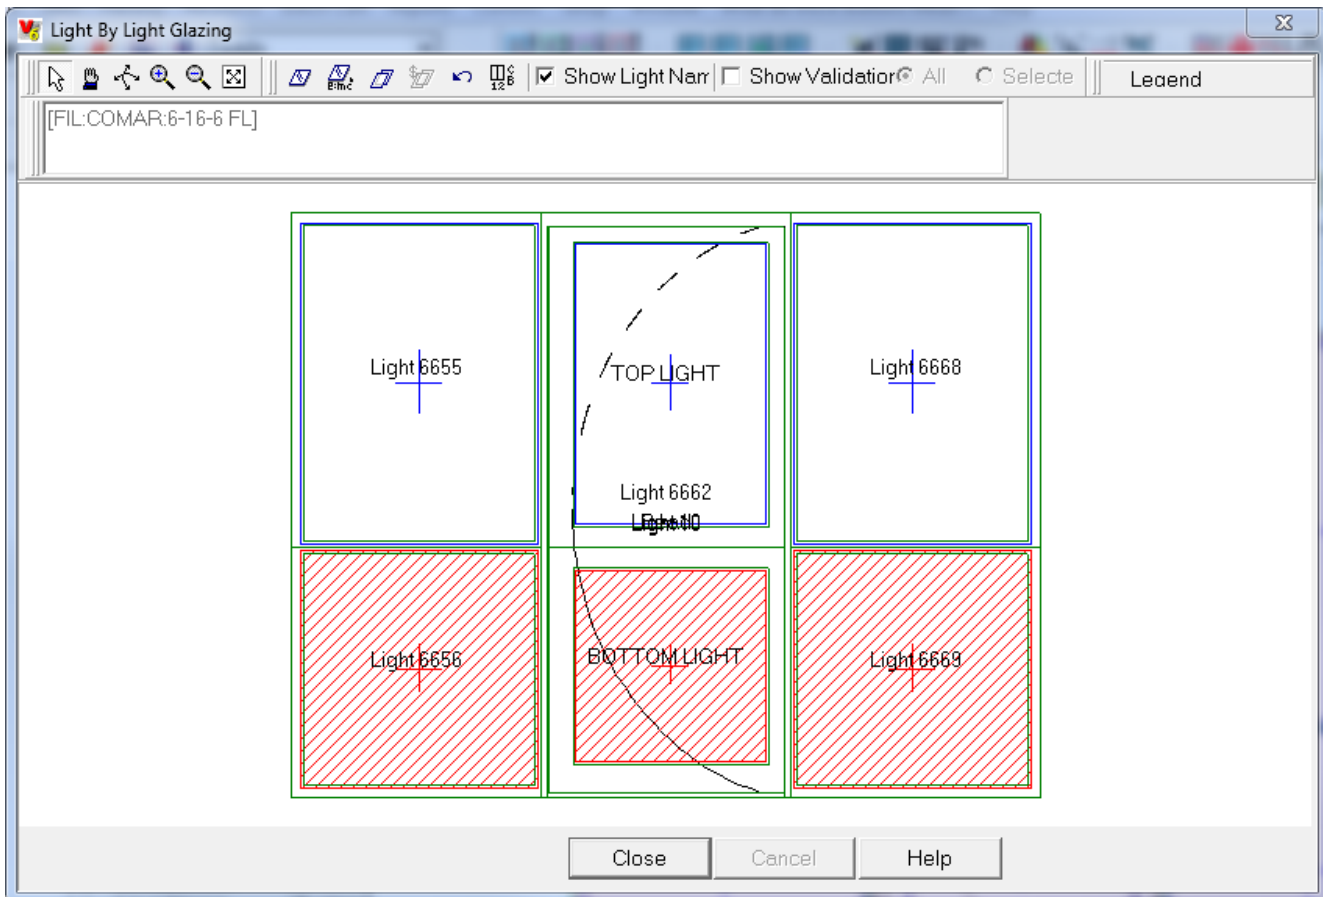 Light By Light Glazing
Show Light Nam Show Validation All Selecte Legend
[FIL:COMAR:6-16-6 FL]
Light 6655 TOP LIGHT Light 6668
Light 6662
Light 6656 BOTTOM LIGHT Light 6669
Close Cancel Help